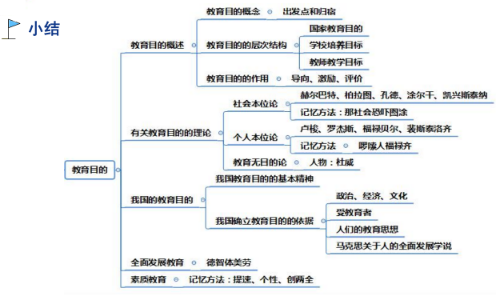 小结
教育目的
教育目的概述
教育目的概念
出发点和归宿
教育目的的层次结构
国家教育目的
学校培养目标
教师教学目标
教育目的的作用
导向、激励、评价
有关教育目的的理论
社会本位论
赫尔巴特、柏拉图、孔德、涂尔干、凯兴斯泰纳
记忆方法：那社会恐吓图涂
个人本位论
卢梭、罗杰斯、福禄贝尔、裴斯泰洛齐
记忆方法
啰嗦人福禄齐
教育无目的论
人物：杜威
我国的教育目的
我国教育目的的基本精神
我国确立教育目的的依据
政治、经济、文化
受教育者
人们的教育思想
马克思关于人的全面发展学说
全面发展教育
德智体美劳
素质教育
记忆方法：提速、个性、创两全